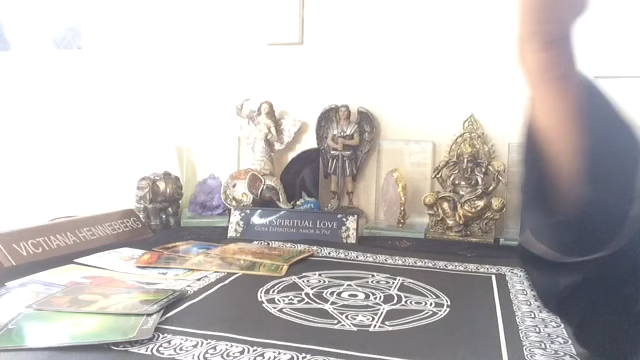 VICTIANA HENNEBERG
SPIRITUAL LOVE
GUIA ESPIRITUAL: AMOR & PAZ